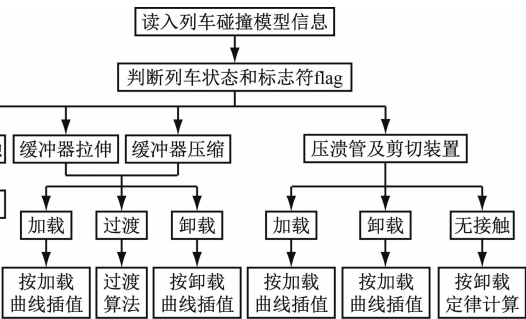 读入列车碰撞模型信息
判断列车状态和标志符flag
缓冲器拉伸
缓冲器压缩
压溃管及剪切装置
加载
过渡
卸载
加载
卸载
无接触
按加载
曲线插值
过渡
算法
按卸载
曲线插值
按加载
曲线插值
按加载
曲线插值
按卸载
定律计算